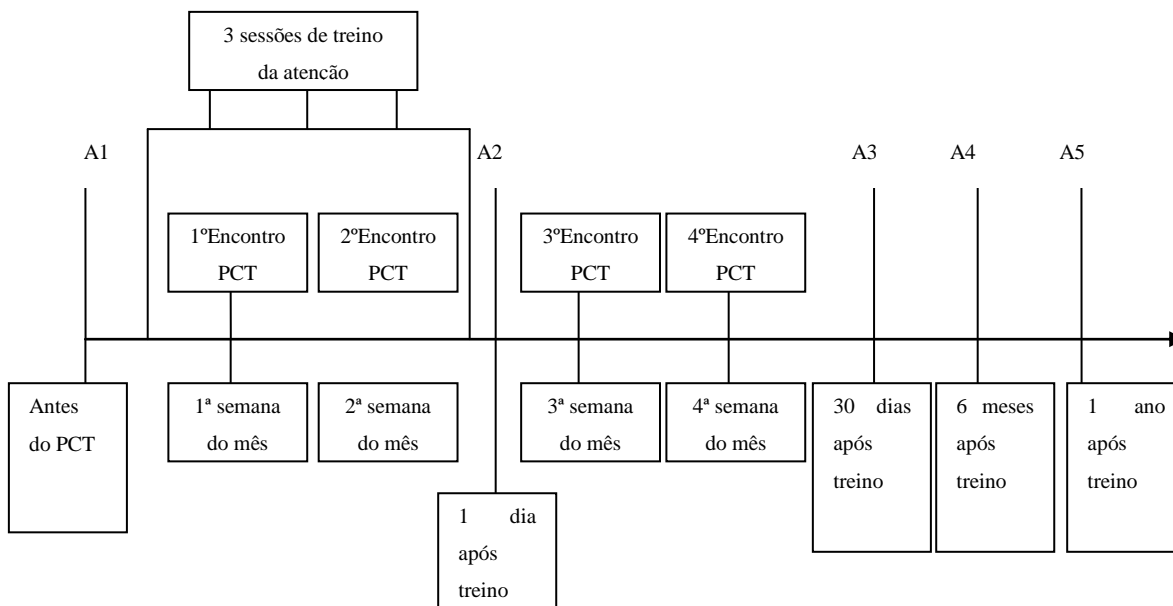 3 sessões de treino
da atenção
A1
A2
A3
A4
A5
1ºEncontro
PCT
2ºEncontro
PCT
3ºEncontro
PCT
4ºEncontro
PCT
Antes
do PCT
1ª semana
do mês
2ª semana
do mês
3ª semana
do mês
4ª semana
do mês
30 dias
após
treino
6 meses
após
treino
1 ano
após
treino
1 dia
após
treino